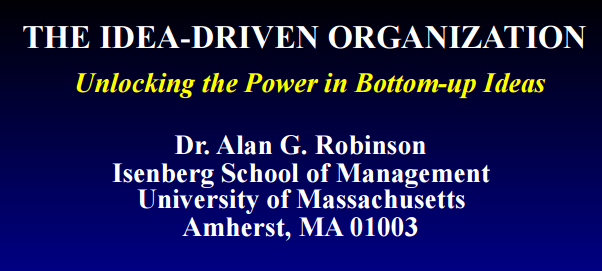 THE IDEA-DRIVEN ORGANIZATION
Unlocking the Power in Bottom-up Ideas
Dr. Alan G. Robinson
Isenberg School of Management
University of Massachusetts
Amherst, MA 01003